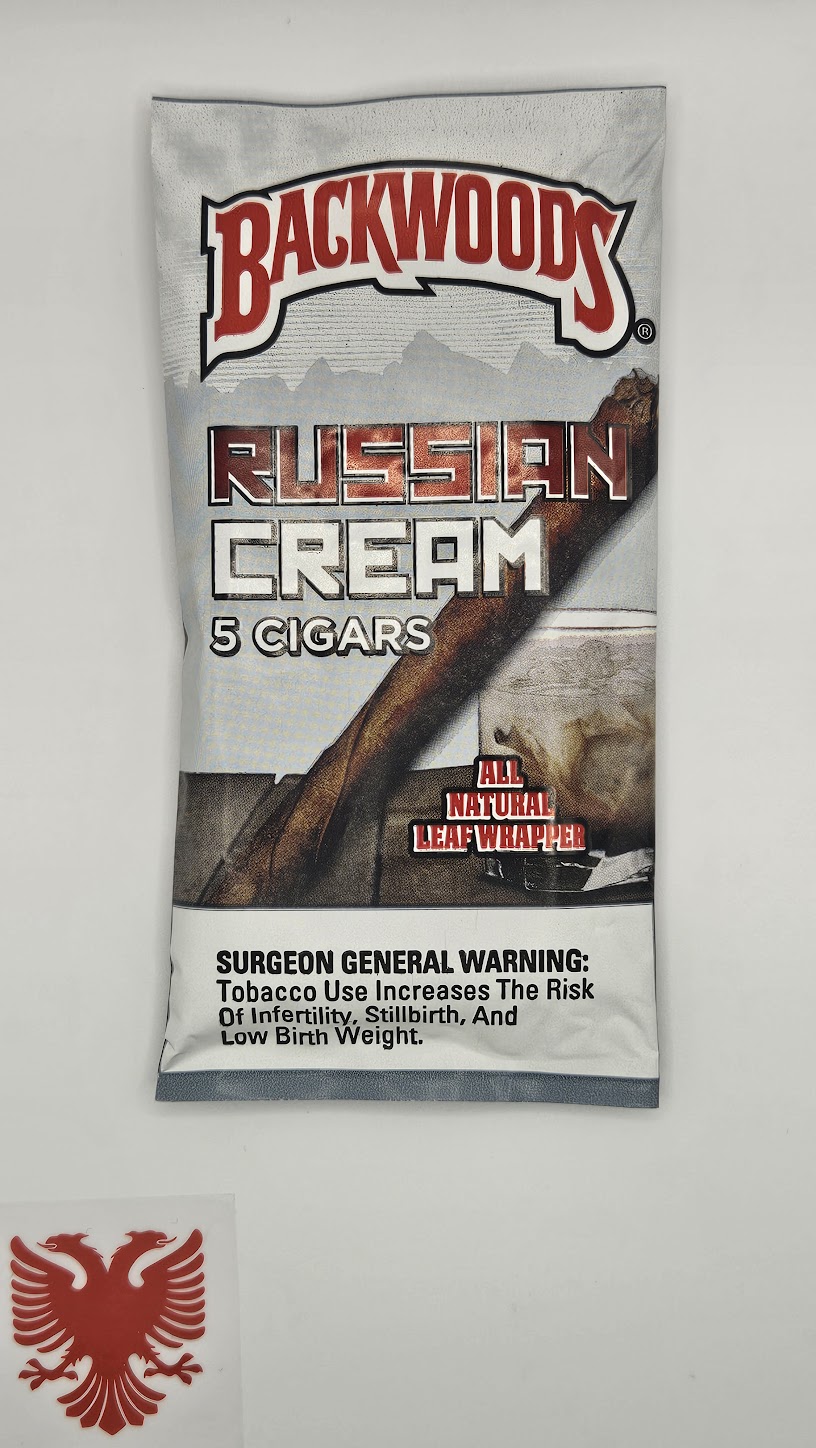 BACKWOODS®
RUSSIAN
CREAM
5 CIGARS
ALL
NATURAL
LEAF WRAPPER
SURGEON GENERAL WARNING:
Tobacco Use Increases The Risk
Of Infertility, Stillbirth, And
Low Birth Weight.